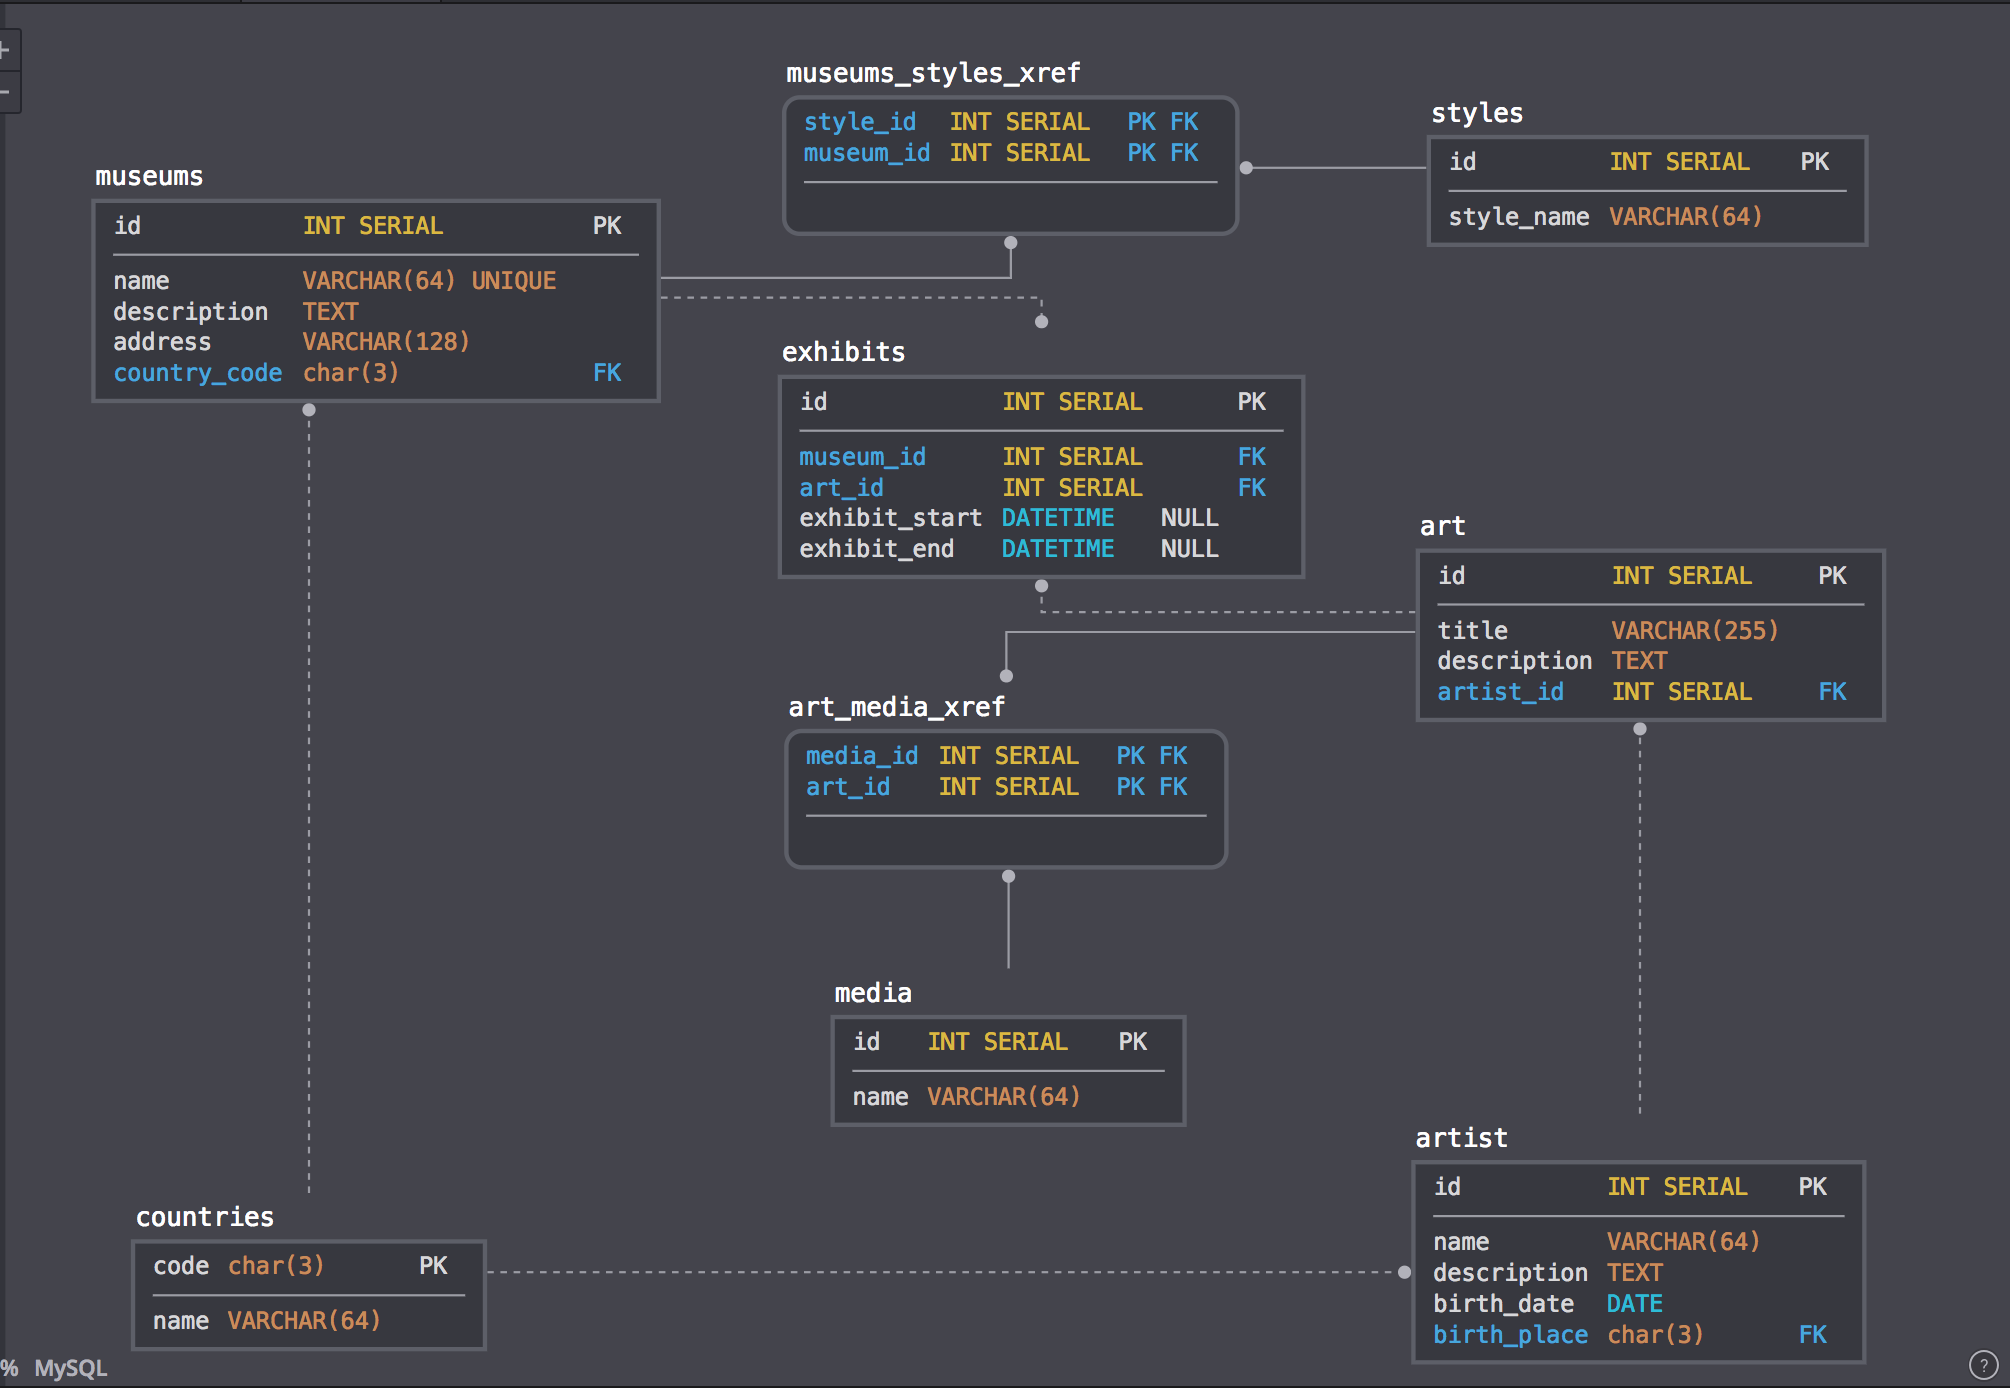 museums_styles_xref
style_id INT SERIAL PK FK
museum_id INT SERIAL PK FK
styles
id INT SERIAL PK
style_name VARCHAR(64)
museums
id INT SERIAL PK
name VARCHAR(64) UNIQUE
description TEXT
address VARCHAR(128)
country_code char(3) FK
exhibits
id INT SERIAL PK
museum_id INT SERIAL FK
art_id INT SERIAL FK
exhibit_start DATETIME NULL
exhibit_end DATETIME NULL
art
id INT SERIAL PK
title VARCHAR(255)
description TEXT
artist_id INT SERIAL FK
art_media_xref
media_id INT SERIAL PK FK
art_id INT SERIAL PK FK
media
id INT SERIAL PK
name VARCHAR(64)
artist
id INT SERIAL PK
name VARCHAR(64)
description TEXT
birth_date DATE
birth_place char(3) FK
countries
code char(3) PK
name VARCHAR(64)
% MySQL
?